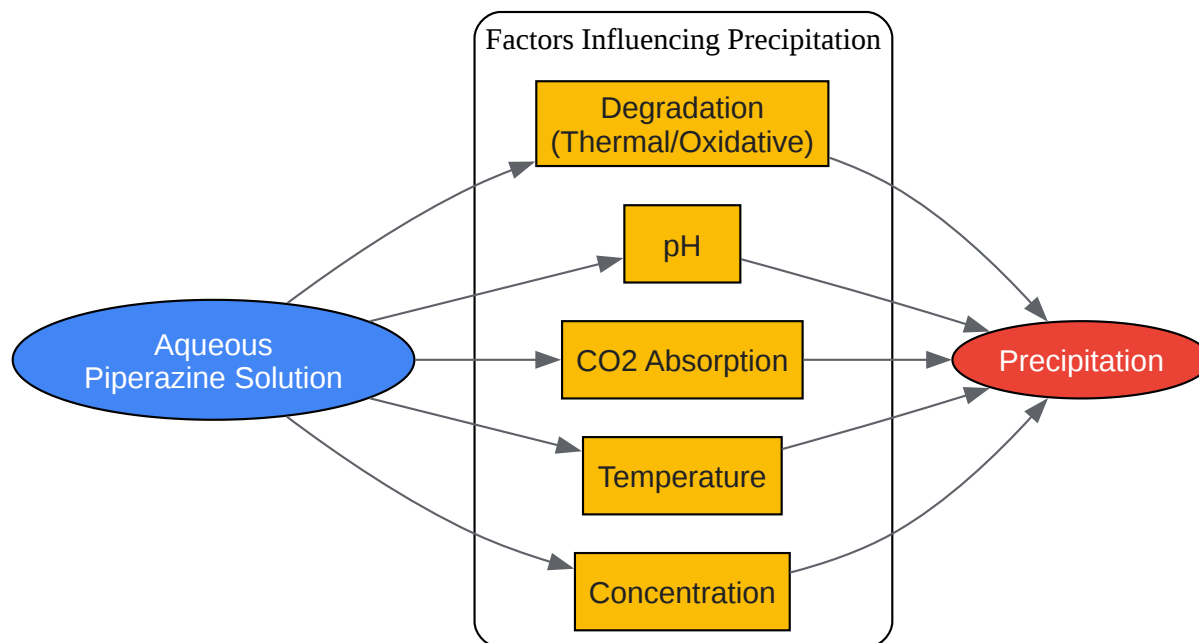 Factors Influencing Precipitation
Degradation
(Thermal/Oxidative)
pH
Aqueous
Piperazine Solution
CO2 Absorption
Precipitation
Temperature
Concentration